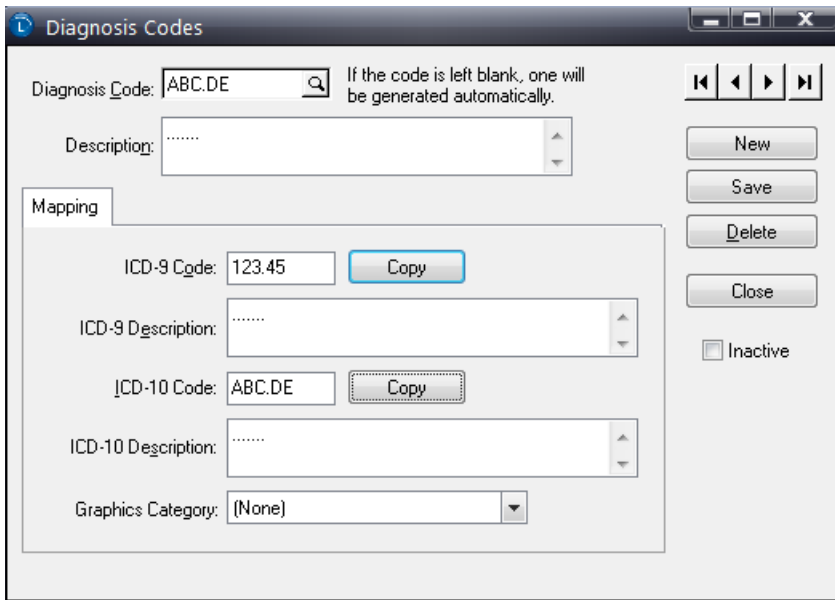 Diagnosis Codes
Diagnosis Code: ABC.DE
If the code is left blank, one will
be generated automatically.
Description: .......
New
Save
Delete
Close
Inactive
Mapping
ICD-9 Code: 123.45 Copy
ICD-9 Description: .......
ICD-10 Code: ABC.DE Copy
ICD-10 Description: .......
Graphics Category: (None)